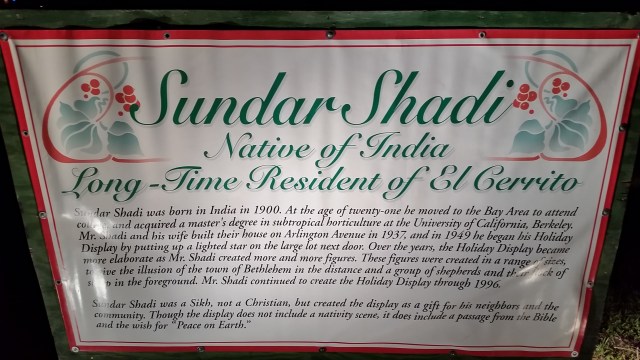 Sundar Shadi
Native of India
Long-Time Resident of El Cerrito
Sundar Shadi was born in India in 1900. At the age of twenty-one he moved to the Bay Area to attend
and acquired a master's degree in subtropical horticulture at the University of California, Berkeley.
Mr. Shadi and his wife built their house on Arlington Avenue in 1937, and in 1949 he began his Holiday
Display by putting up a lighted star on the large lot next door. Over the years, the Holiday Display became
more elaborate as Mr. Shadi created more and more figures. These figures were created in a range of sizes,
to give the illusion of the town of Bethlehem in the distance and a group of shepherds and their flock of
sheep in the foreground. Mr. Shadi continued to create the Holiday Display through 1996.
Sundar Shadi was a Sikh, not a Christian, but created the display as a gift for his neighbors and the
community. Though the display does not include a nativity scene, it does include a passage from the Bible
and the wish for "Peace on Earth."